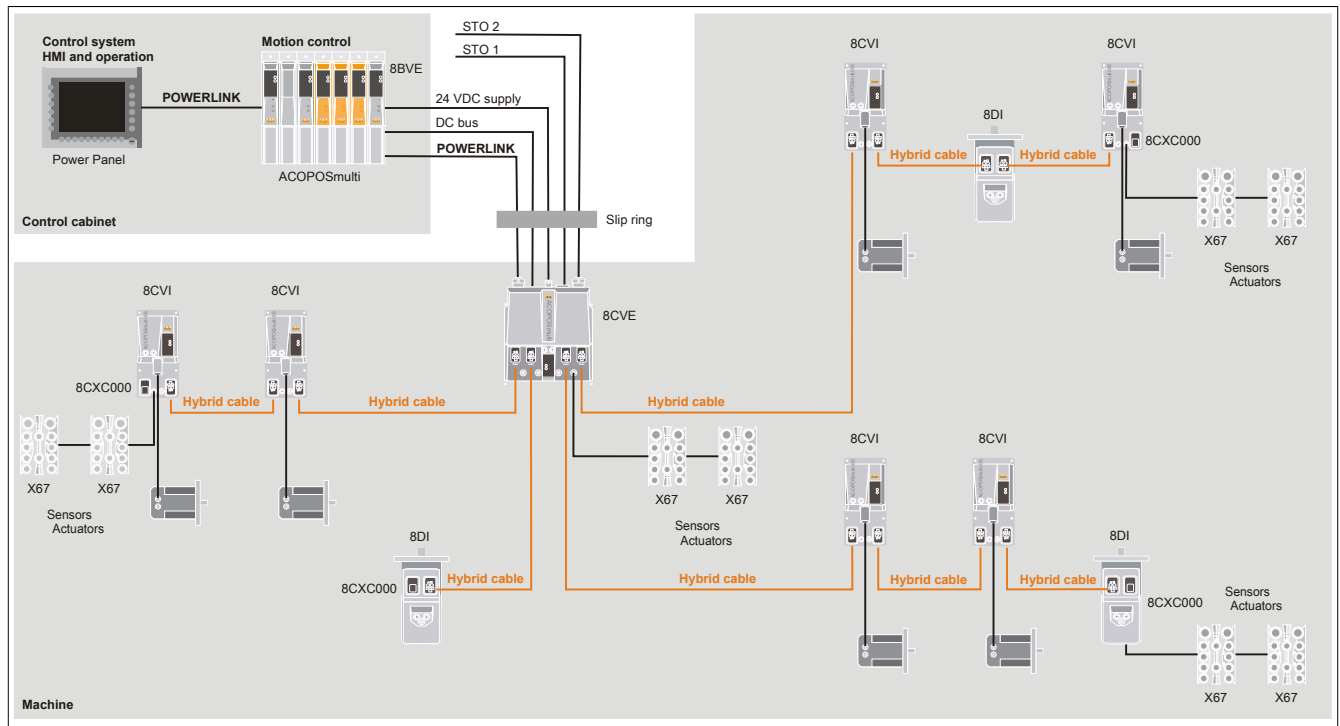 Control system
HMI and operation
Motion control
8BVE
POWERLINK
Power Panel
ACOPOSmulti
Control cabinet
STO 2
STO 1
24 VDC supply
DC bus
POWERLINK
Slip ring
8CVI
8CVI
8DI
Hybrid cable
Hybrid cable
8CXC000
X67
X67
Sensors
Actuators
8CVE
ACOPOSmulti
8CVI
8CVI
8CXC000
Hybrid cable
Hybrid cable
Hybrid cable
X67
X67
Sensors
Actuators
X67
X67
Sensors
Actuators
8CVI
8CVI
8DI
8DI
8CXC000
Hybrid cable
Hybrid cable
Hybrid cable
Hybrid cable
8CXC000
Sensors
Actuators
X67
X67
Machine